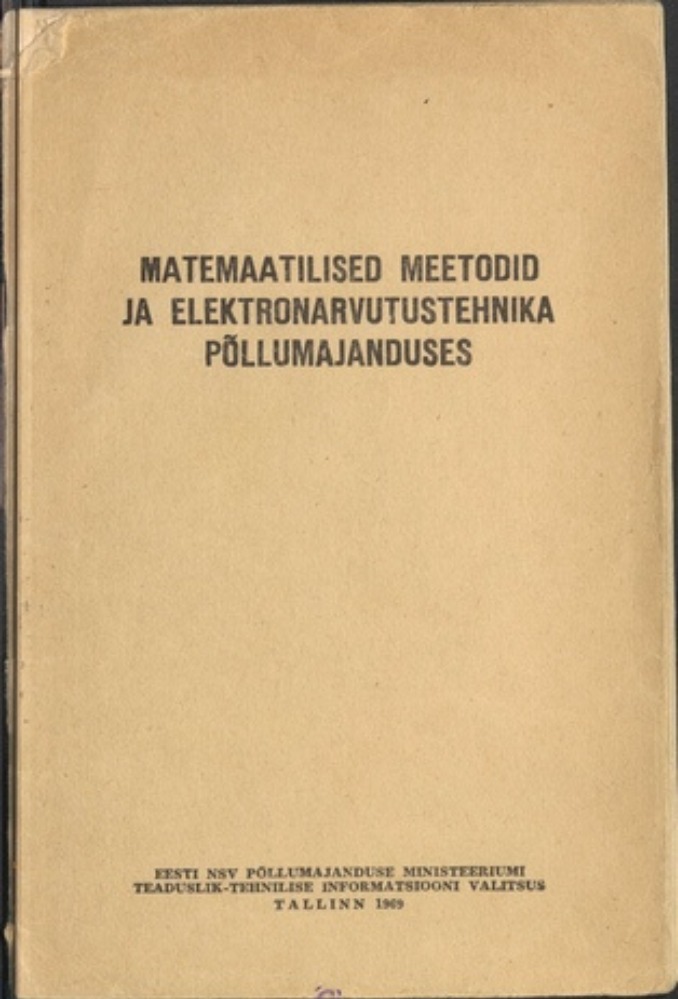 MATEMAATILISED MEETODID
JA ELEKTRONARVUTUSTEHNIKA
PÕLLUMAJANDUSES
EESTI NSV PÕLLUMAJANDUSE MINISTEERIUMI
TEADUSLIK-TEHNILISE INFORMATSIOONI VALITSUS
TALLINN 1969